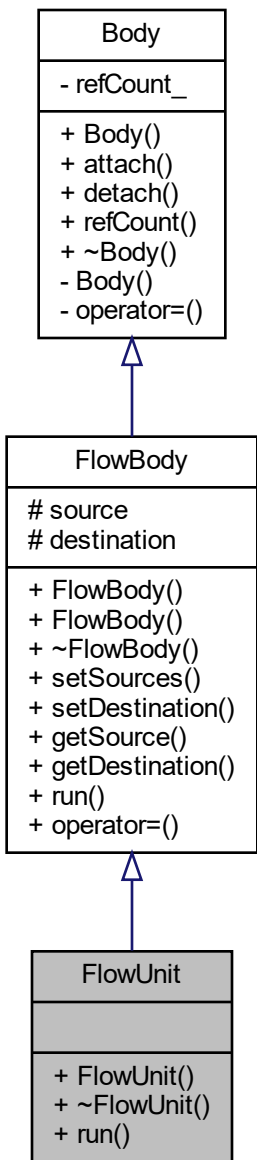 Body
- refCount_
+ Body()
+ attach()
+ detach()
+ refCount()
+ ~Body()
- Body()
- operator=()
FlowBody
# source
# destination
+ FlowBody()
+ FlowBody()
+ ~FlowBody()
+ setSources()
+ setDestination()
+ getSource()
+ getDestination()
+ run()
+ operator=()
FlowUnit
+ FlowUnit()
+ ~FlowUnit()
+ run()